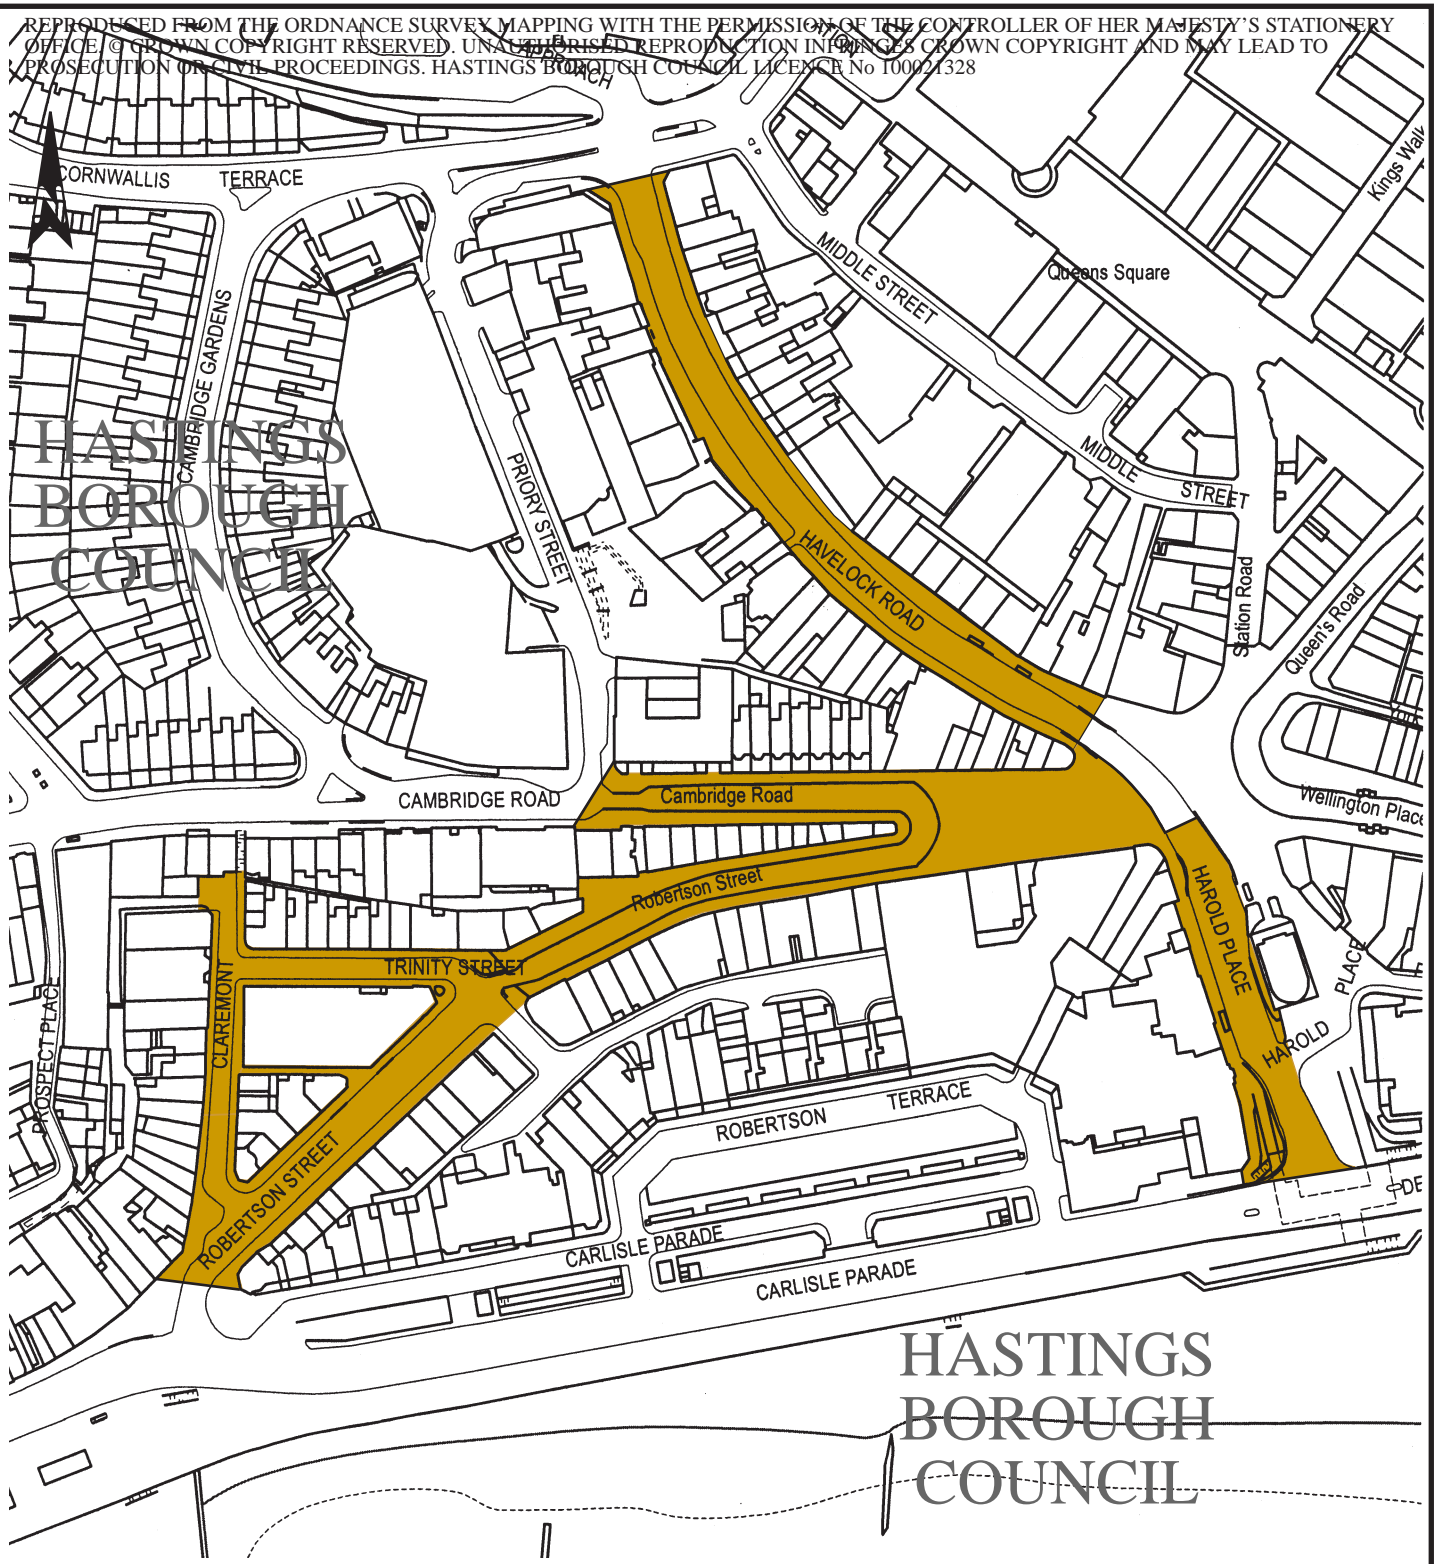 REPRODUCED FROM THE ORDNANCE SURVEY MAPPING WITH THE PERMISSION OF THE CONTROLLER OF HER MAJESTY'S STATIONERY
OFFICE. © CROWN COPYRIGHT RESERVED. UNAUTHORISED REPRODUCTION INFRINGES CROWN COPYRIGHT AND MAY LEAD TO
PROSECUTION OR CIVIL PROCEEDINGS. HASTINGS BOROUGH COUNCIL LICENCE No 100021328
APPROACH
Kings Walk
CORNWALLIS TERRACE
MIDDLE STREET
Queens Square
CAMBRIDGE GARDENS
HASTINGS
BOROUGH
COUNCIL
PRIORY STREET
MIDDLE STREET
HAVELOCK ROAD
Station Road
Queen's Road
CAMBRIDGE ROAD
Cambridge Road
Wellington Place
Robertson Street
HAROLD PLACE
TRINITY STREET
CLAREMONT
PROSPECT PLACE
HAROLD PLACE
ROBERTSON TERRACE
ROBERTSON STREET
CARLISLE PARADE
CARLISLE PARADE
DE
HASTINGS
BOROUGH
COUNCIL